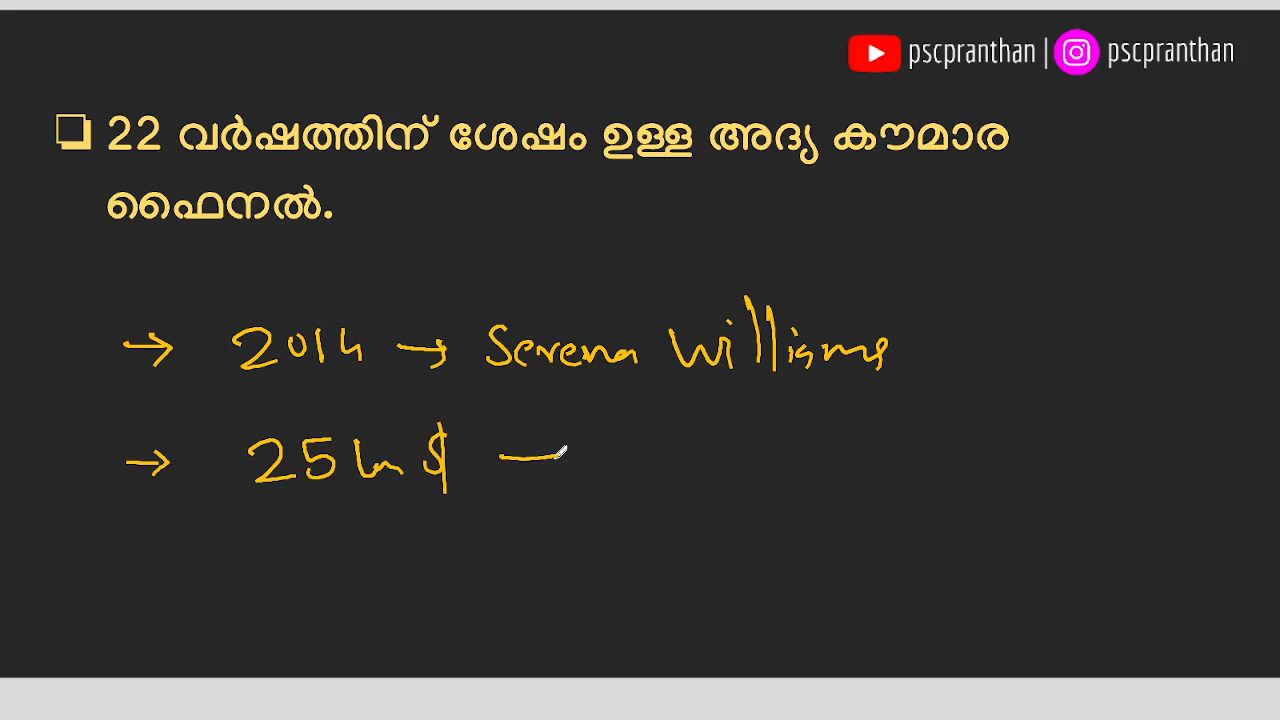 pscpranthan | pscpranthan
❑ 22 വർഷത്തിന് ശേഷം ഉള്ള അദ്യ കൗമാര
ഫൈനൽ.
→ 2014 → Serena Williams
→ 25 $ —